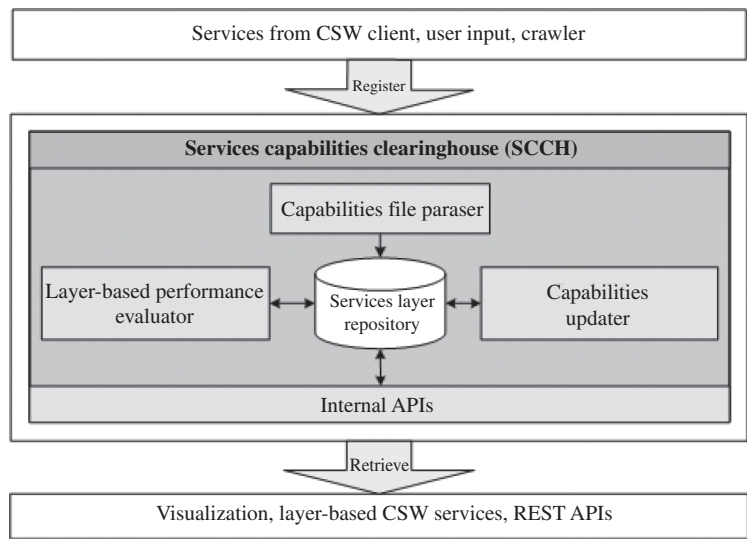 Services from CSW client, user input, crawler
Register
Services capabilities clearinghouse (SCCH)
Capabilities file paraser
Layer-based performance
evaluator
Services layer
repository
Capabilities
updater
Internal APIs
Retrieve
Visualization, layer-based CSW services, REST APIs